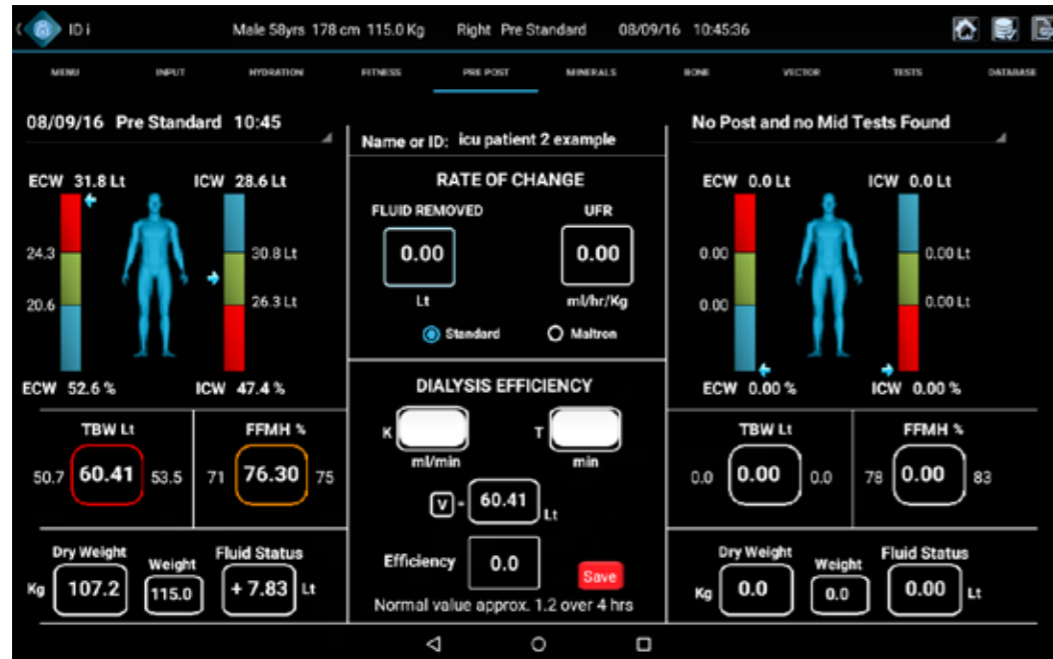 ID i Male 58yrs 178 cm 115.0 Kg Right Pre Standard 08/09/16 10:45:36
MENU INPUT HYDRATION FITNESS PRE POST MINERALS BONE VECTOR TESTS DATABASE
08/09/16 Pre Standard 10:45
ECW 31.8 Lt ICW 28.6 Lt
24.3 30.8 Lt
20.6 26.3 Lt
ECW 52.6 % ICW 47.4 %
TBW Lt FFMH %
50.7 60.41 53.5 71 76.30 75
Dry Weight Weight Fluid Status
Kg 107.2 115.0 + 7.83 Lt
Name or ID: icu patient 2 example
RATE OF CHANGE
FLUID REMOVED UFR
0.00 0.00
Lt ml/hr/Kg
Standard Maltron
DIALYSIS EFFICIENCY
K T
ml/min min
V - 60.41 Lt
Efficiency 0.0 Save
Normal value approx. 1.2 over 4 hrs
No Post and no Mid Tests Found
ECW 0.0 Lt ICW 0.0 Lt
0.00 0.00 Lt
0.00 0.00 Lt
ECW 0.00 % ICW 0.00 %
TBW Lt FFMH %
0.0 0.00 0.0 78 0.00 83
Dry Weight Weight Fluid Status
Kg 0.0 0.0 0.00 Lt